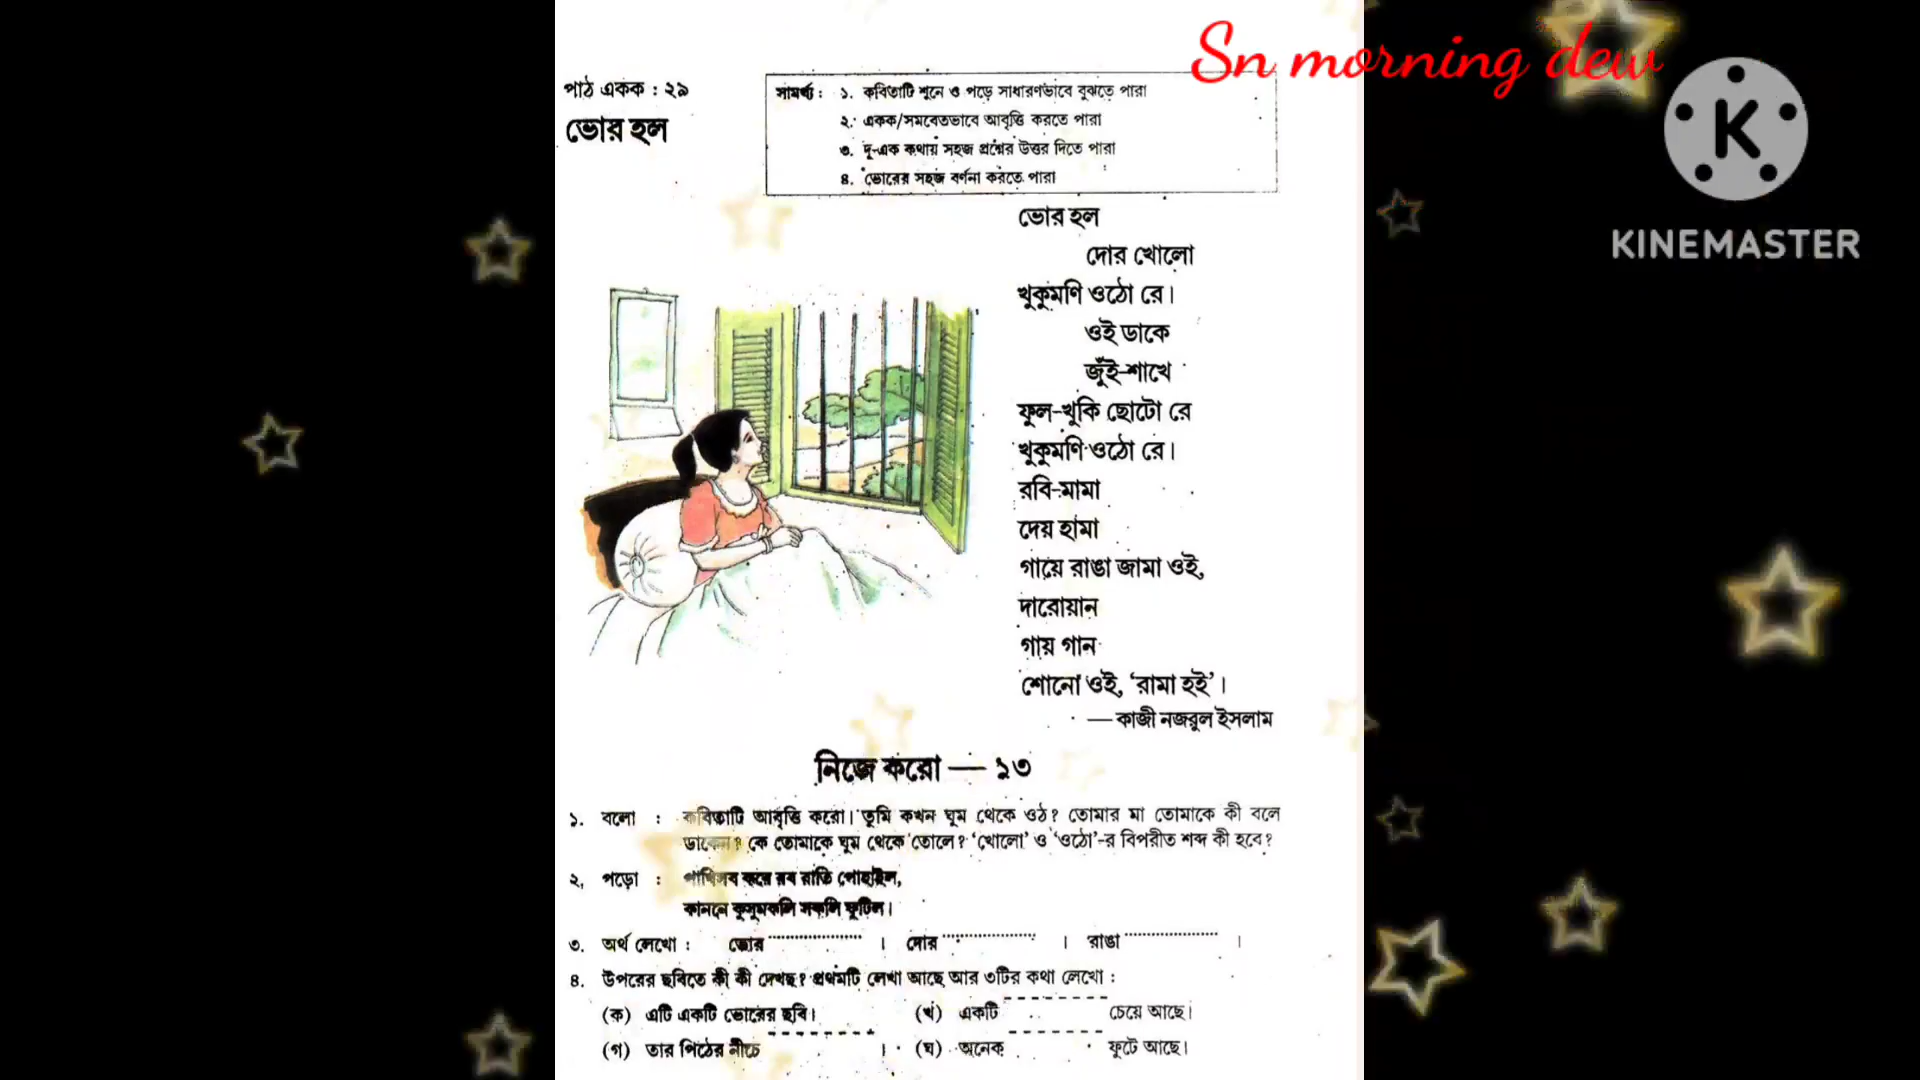 Sn morning dew
KINEMASTER
পাঠ একক : ২৯
ভোর হল
সামর্থ্য : ১. কবিতাটি শুনে ও পড়ে সাধারণভাবে বুঝতে পারা
২. একক/সমবেতভাবে আবৃত্তি করতে পারা
৩. দু-এক কথায় সহজ প্রশ্নের উত্তর দিতে পারা
৪. ভোরের সহজ বর্ণনা করতে পারা
ভোর হল
দোর খোলো
খুকুমণি ওঠো রে।
ওই ডাকে
জুঁই-শাখে
ফুল-খুকি ছোটো রে
খুকুমণি ওঠো রে।
রবি-মামা
দেয় হামা
গায়ে রাঙা জামা ওই,
দারোয়ান
গায় গান
শোনো ওই, ‘রামা হই’।
— কাজী নজরুল ইসলাম
নিজে করো — ১৩
১. বলো : কবিতাটি আবৃত্তি করো। তুমি কখন ঘুম থেকে ওঠ? তোমার মা তোমাকে কী বলে
ডাকেন? কে তোমাকে ঘুম থেকে তোলে? ‘খোলো’ ও ‘ওঠো’-র বিপরীত শব্দ কী হবে?
২, পড়ো : পাখিসব করে রব রাতি পোহাইল,
কাননে কুসুমকলি সকলি ফুটিল।
৩. অর্থ লেখো : ভোর .................... । দোর .................... । রাঙা .................... ।
৪. উপরের ছবিতে কী কী দেখছ? প্রথমটি লেখা আছে আর ৩টির কথা লেখো :
(ক) এটি একটি ভোরের ছবি। (খ) একটি ---------- চেয়ে আছে।
(গ) তার পিঠের নীচে ---------- । (ঘ) অনেক ---------- ফুটে আছে।